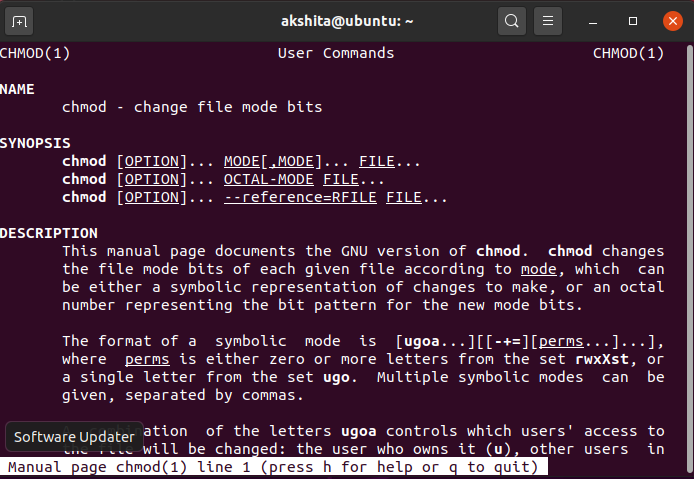 akshita@ubuntu: ~
CHMOD(1) User Commands CHMOD(1)
NAME
chmod - change file mode bits
SYNOPSIS
chmod [OPTION]... MODE[,MODE]... FILE...
chmod [OPTION]... OCTAL-MODE FILE...
chmod [OPTION]... --reference=RFILE FILE...
DESCRIPTION
This manual page documents the GNU version of chmod. chmod changes
the file mode bits of each given file according to mode, which can
be either a symbolic representation of changes to make, or an octal
number representing the bit pattern for the new mode bits.
The format of a symbolic mode is [ugoa...][[-+=][perms...]...],
where perms is either zero or more letters from the set rwxXst, or
a single letter from the set ugo. Multiple symbolic modes can be
given, separated by commas.
of the letters ugoa controls which users' access to
Software Updater
file will be changed: the user who owns it (u), other users in
Manual page chmod(1) line 1 (press h for help or q to quit)